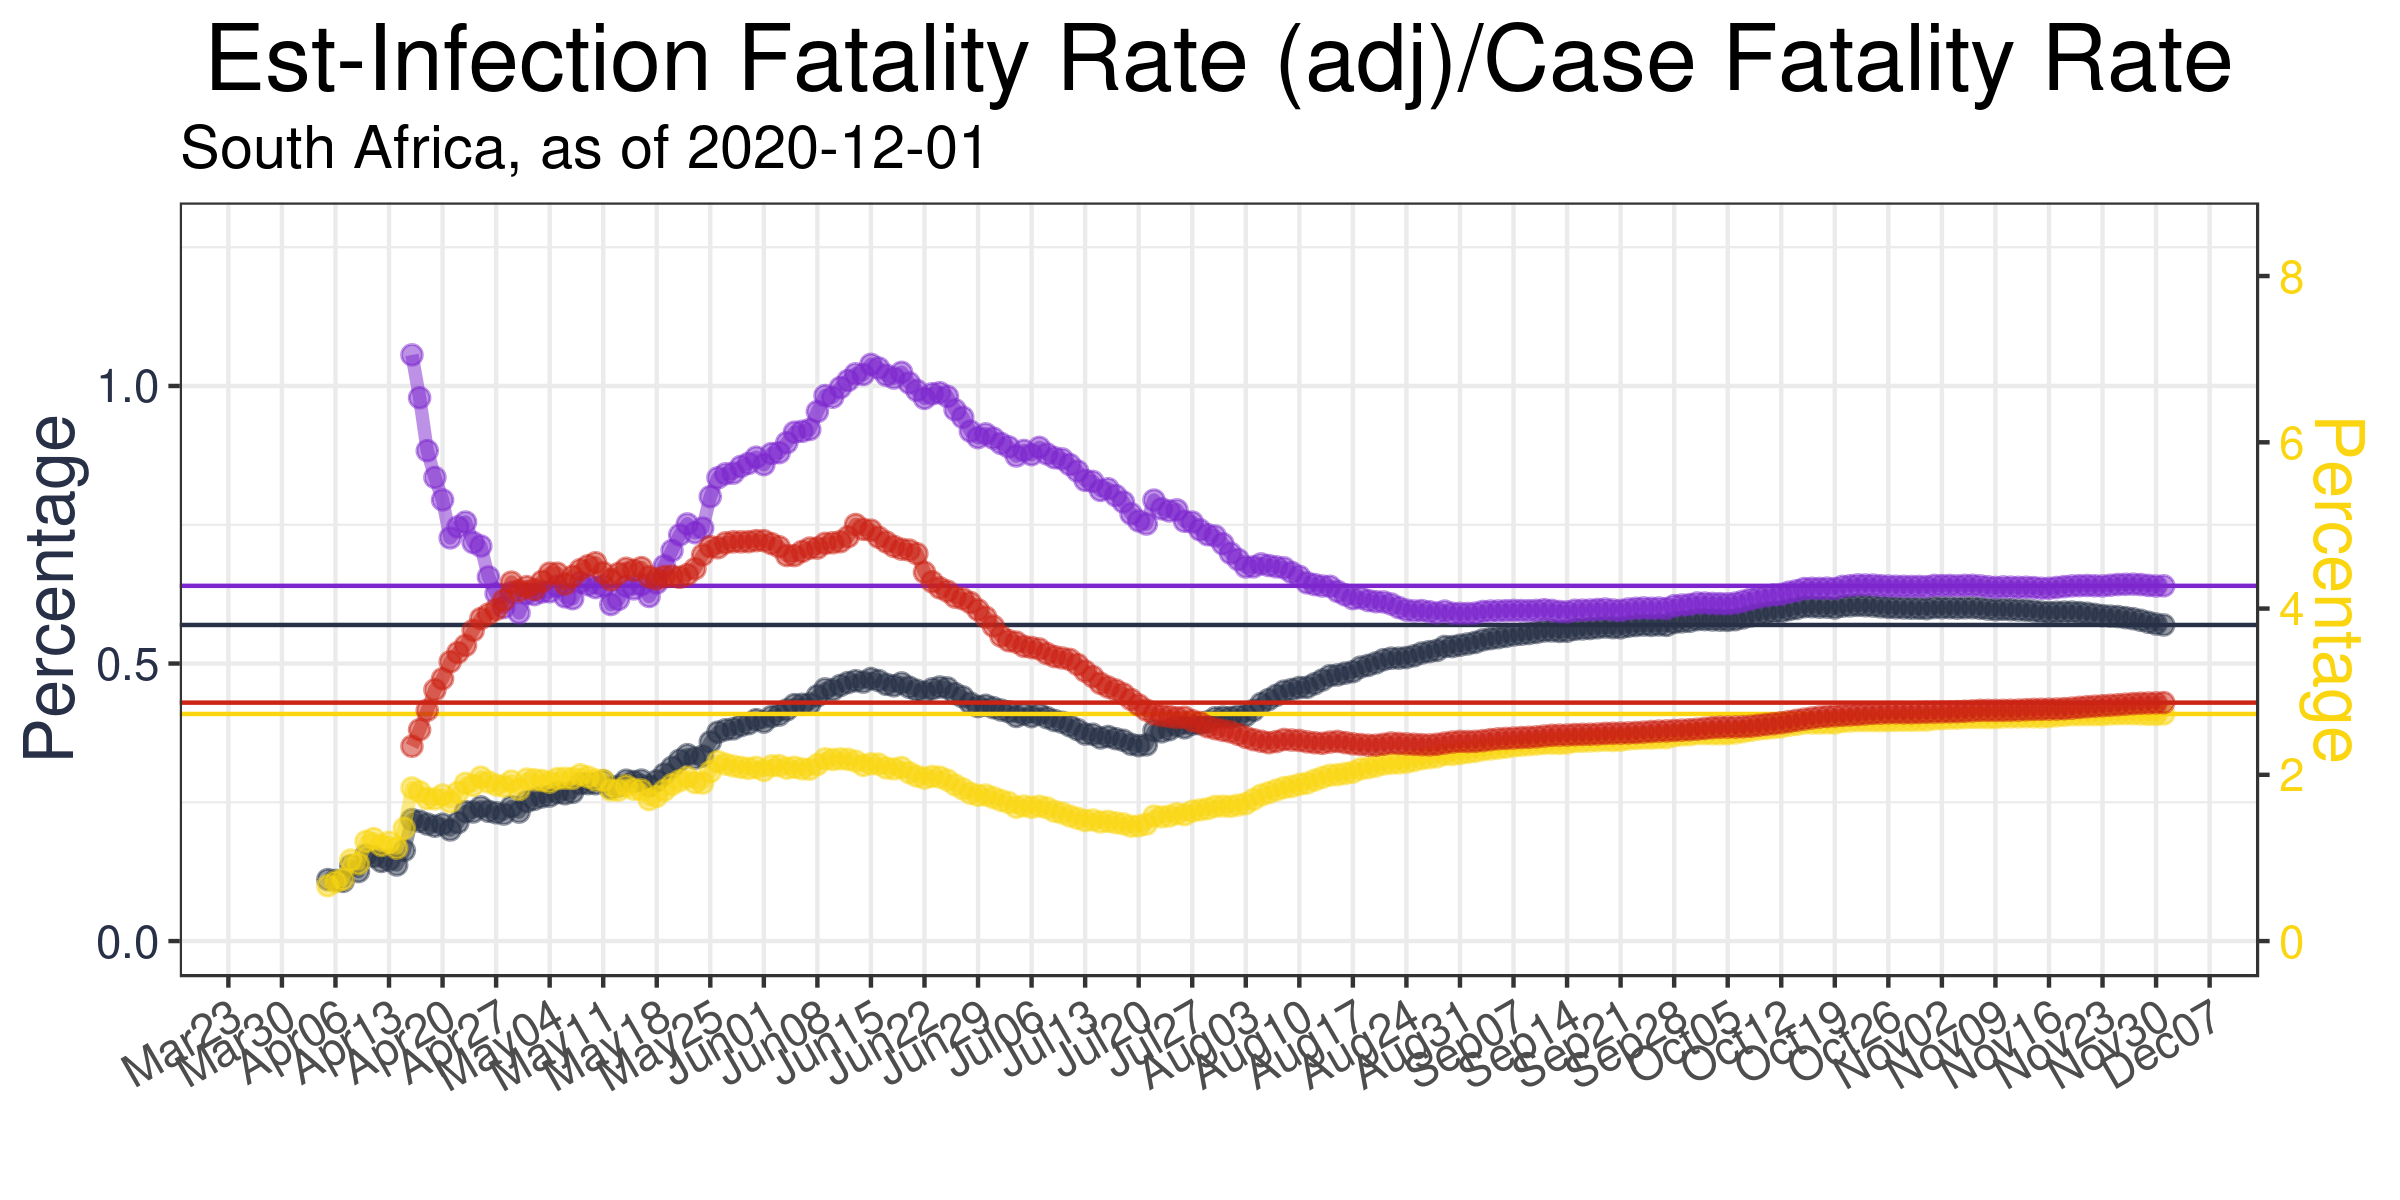 Est-Infection Fatality Rate (adj)/Case Fatality Rate
South Africa, as of 2020-12-01
Percentage
1.0
0.5
0.0
8
6
4
2
0
Percentage
Mar23
Mar30
Apr06
Apr13
Apr20
Apr27
May04
May11
May18
May25
Jun01
Jun08
Jun15
Jun22
Jun29
Jul06
Jul13
Jul20
Jul27
Aug03
Aug10
Aug17
Aug24
Aug31
Sep07
Sep14
Sep21
Sep28
Oct05
Oct12
Oct19
Oct26
Nov02
Nov09
Nov16
Nov23
Nov30
Dec07